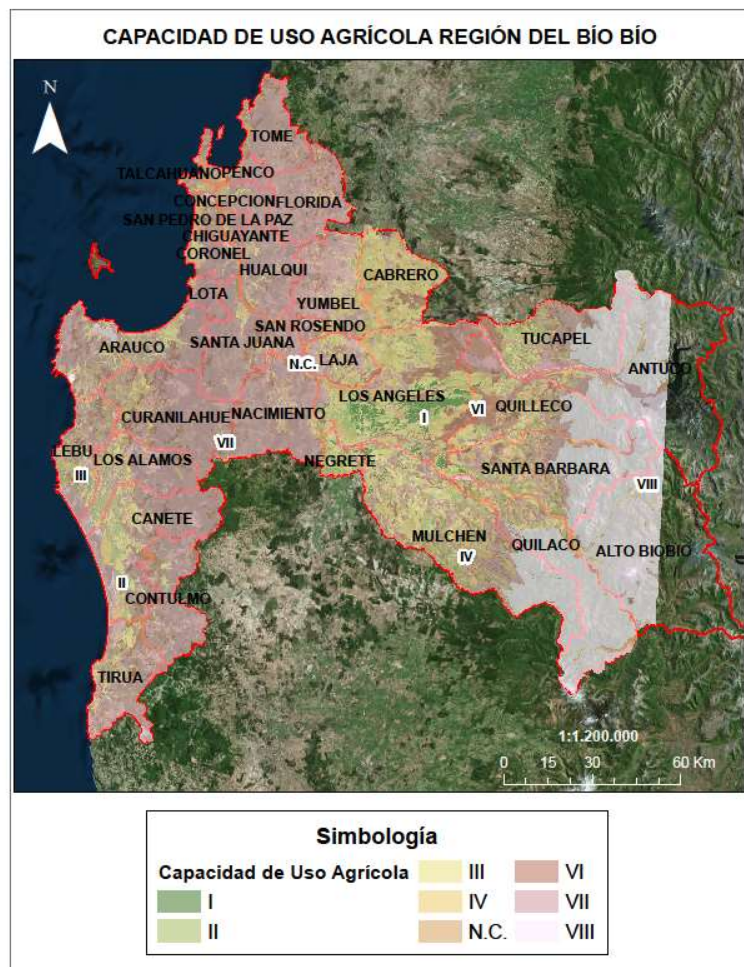 CAPACIDAD DE USO AGRÍCOLA REGIÓN DEL BÍO BÍO
N
TOME
TALCAHUANO
PENCO
CONCEPCION
FLORIDA
SAN PEDRO DE LA PAZ
CHIGUAYANTE
CORONEL
HUALQUI
CABRERO
LOTA
YUMBEL
SAN ROSENDO
TUCAPEL
ARAUCO
SANTA JUANA
N.C.
LAJA
ANTUCO
LOS ANGELES
I
VI
QUILLECO
CURANILAHUE
NACIMIENTO
VII
LEBU
LOS ALAMOS
III
NEGRETE
SANTA BARBARA
VIII
CANETE
MULCHEN
IV
QUILACO
ALTO BIOBIO
II
CONTULMO
TIRUA
1:1.200.000
0 15 30 60 Km
Simbología
Capacidad de Uso Agrícola
I
II
III
IV
N.C.
VI
VII
VIII